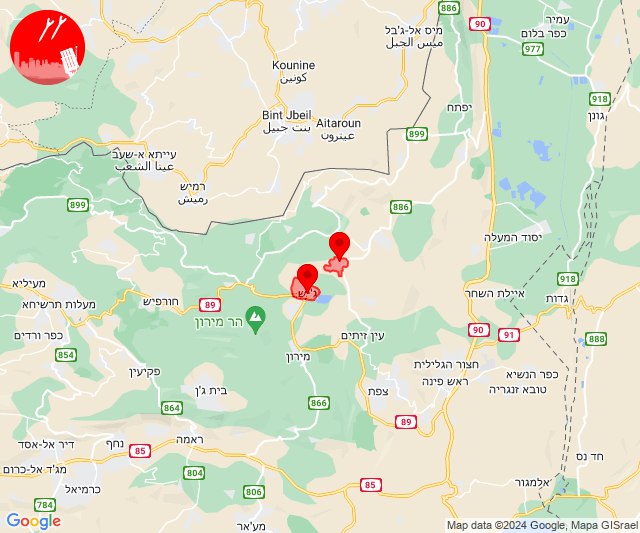 886
90
עמיר
כפר בלום
977
מיס אל-ג'בל
ميس الجبل
Kounine
كونين
918
גונן
יפתח
Bint Jbeil
بنت جبيل
Aitaroun
عيترون
899
עייתא א-שעב
عيتا الشعب
רמיש
رميش
899
886
יסוד המעלה
918
גדות
איילת השחר
מעיליא
מעלות תרשיחא
חורפיש
89
הר מירון
כפר ורדים
854
90
91
888
עין זיתים
מירון
חצור הגלילית
ראש פינה
כפר הנשיא
טובא זנגריה
פקיעין
בית ג'ן
צפת
864
866
89
דיר אל-אסד
נחף
ראמה
85
מג'ד אל-כרום
כרמיאל
804
806
85
אלמגור
חד נס
784
מע'אר
Google
Map data ©2024 Google, Mapa GISrael